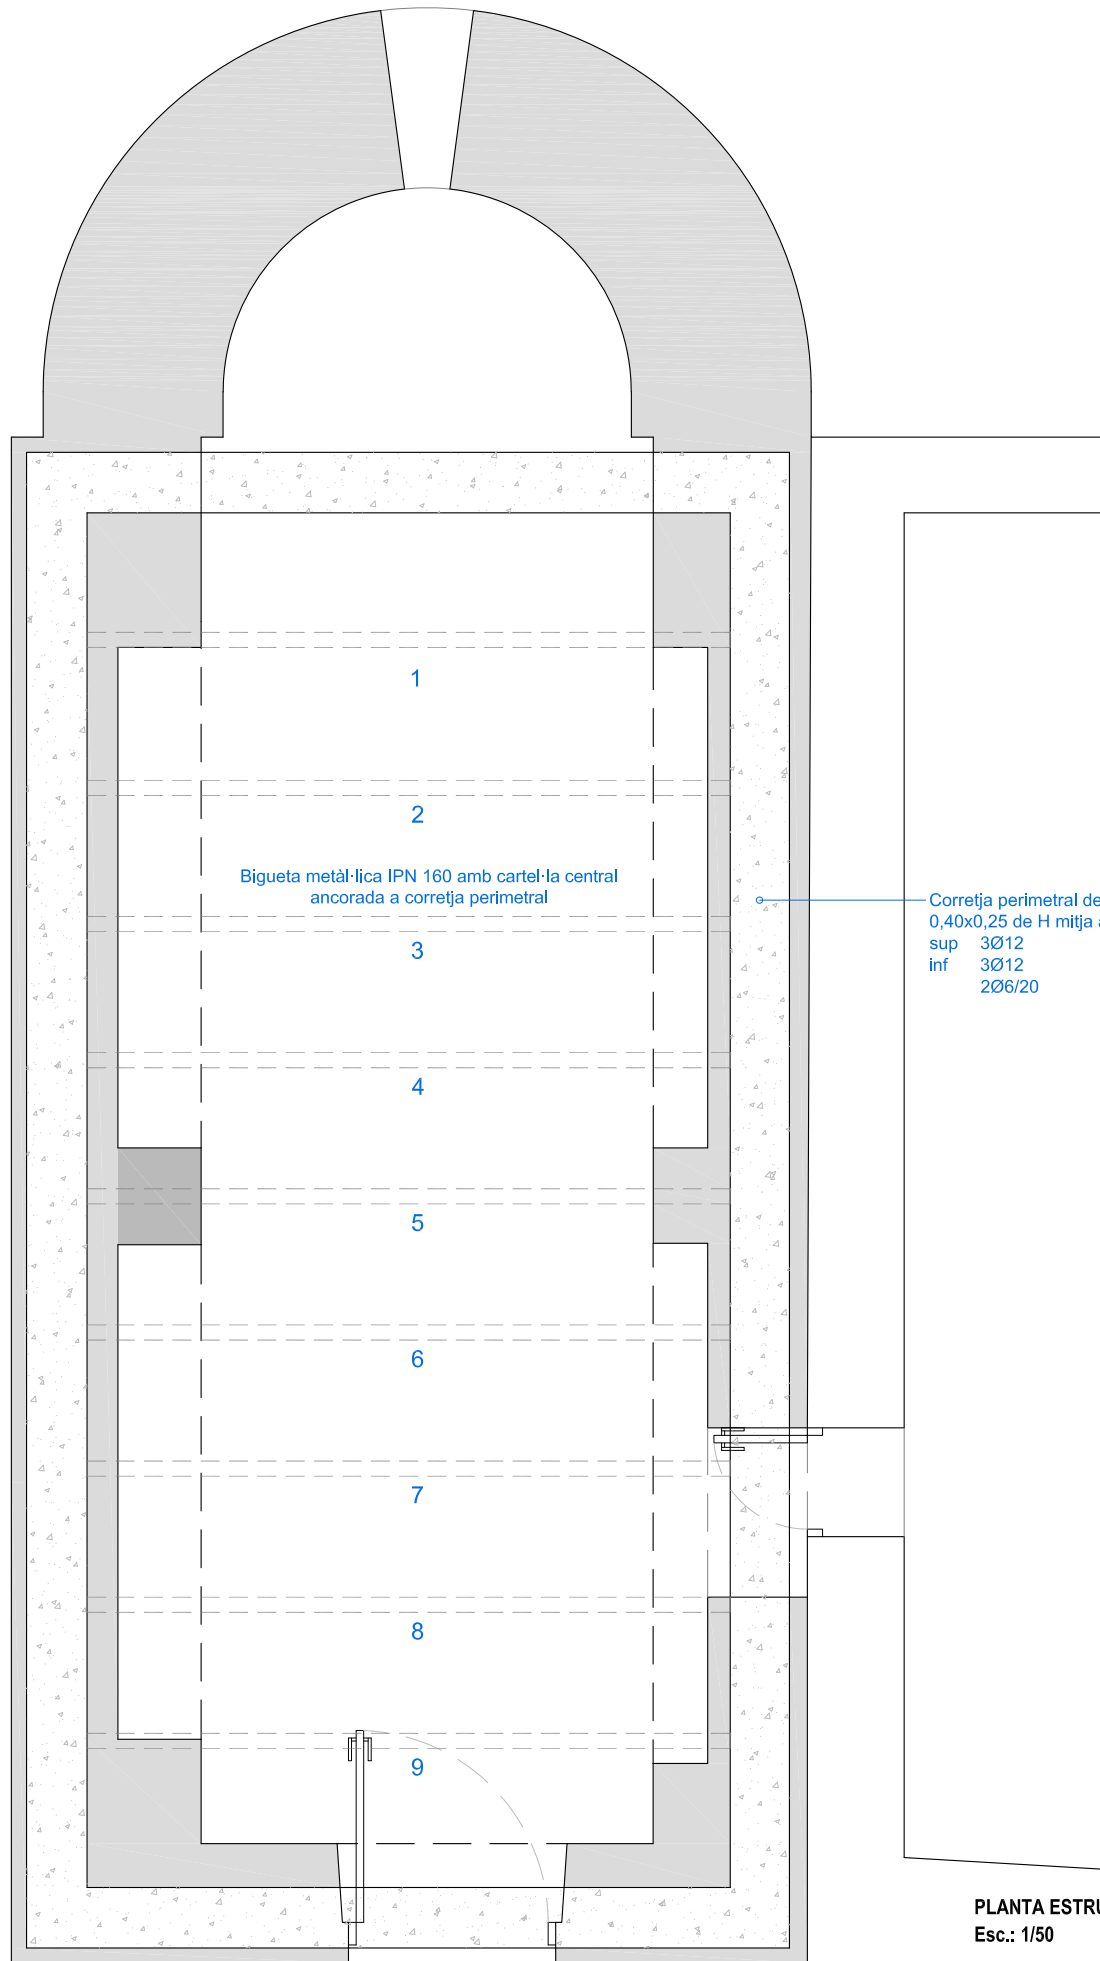 1
2
Bigueta metàl·lica IPN 160 amb cartel·la central
ancorada a corretja perimetral
3
4
5
6
7
8
9
Corretja perimetral de
0,40x0,25 de H mitja
sup 3Ø12
inf 3Ø12
2Ø6/20
PLANTA
Esc.: 1/50